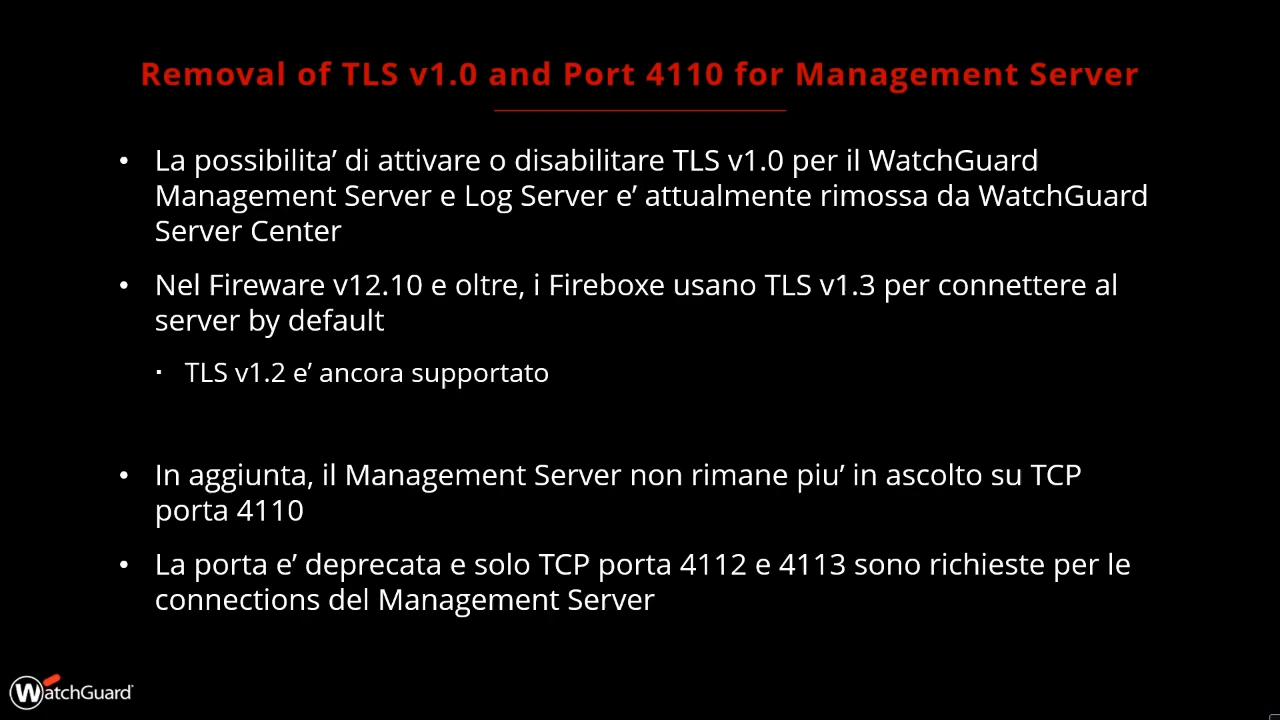 Removal of TLS v1.0 and Port 4110 for Management Server
• La possibilita’ di attivare o disabilitare TLS v1.0 per il WatchGuard
Management Server e Log Server e’ attualmente rimossa da WatchGuard
Server Center
• Nel Fireware v12.10 e oltre, i Fireboxe usano TLS v1.3 per connettere al
server by default
▪ TLS v1.2 e’ ancora supportato
• In aggiunta, il Management Server non rimane piu’ in ascolto su TCP
porta 4110
• La porta e’ deprecata e solo TCP porta 4112 e 4113 sono richieste per le
connections del Management Server
WatchGuard